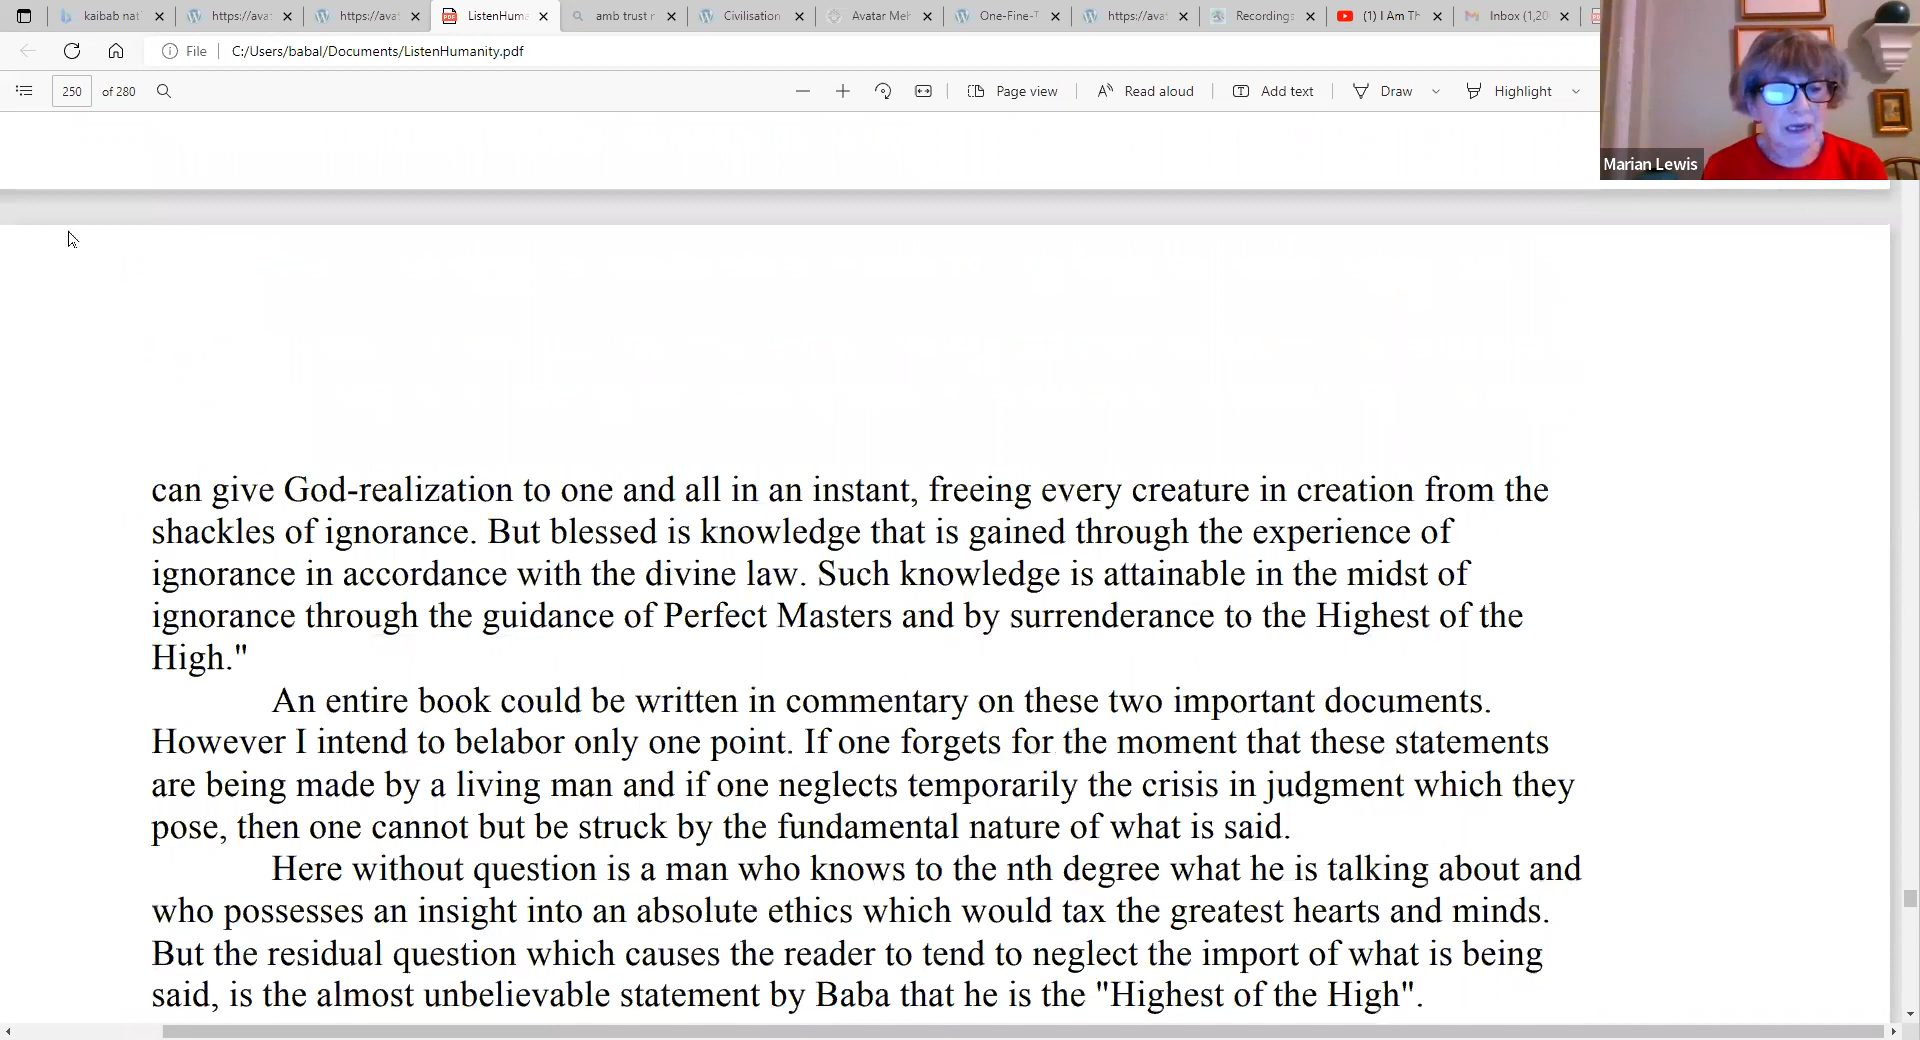 kaibab nat
https://avat
https://avat
ListenHuma
amb trust r
Civilisation
Avatar Meh
One-Fine-T
https://avat
Recordings
(1) I Am Th
Inbox (1,20
File C:/Users/babal/Documents/ListenHumanity.pdf
250 of 280 Page view Read aloud Add text Draw Highlight
Marian Lewis
can give God-realization to one and all in an instant, freeing every creature in creation from the
shackles of ignorance. But blessed is knowledge that is gained through the experience of
ignorance in accordance with the divine law. Such knowledge is attainable in the midst of
ignorance through the guidance of Perfect Masters and by surrenderance to the Highest of the
High."
An entire book could be written in commentary on these two important documents.
However I intend to belabor only one point. If one forgets for the moment that these statements
are being made by a living man and if one neglects temporarily the crisis in judgment which they
pose, then one cannot but be struck by the fundamental nature of what is said.
Here without question is a man who knows to the nth degree what he is talking about and
who possesses an insight into an absolute ethics which would tax the greatest hearts and minds.
But the residual question which causes the reader to tend to neglect the import of what is being
said, is the almost unbelievable statement by Baba that he is the "Highest of the High".